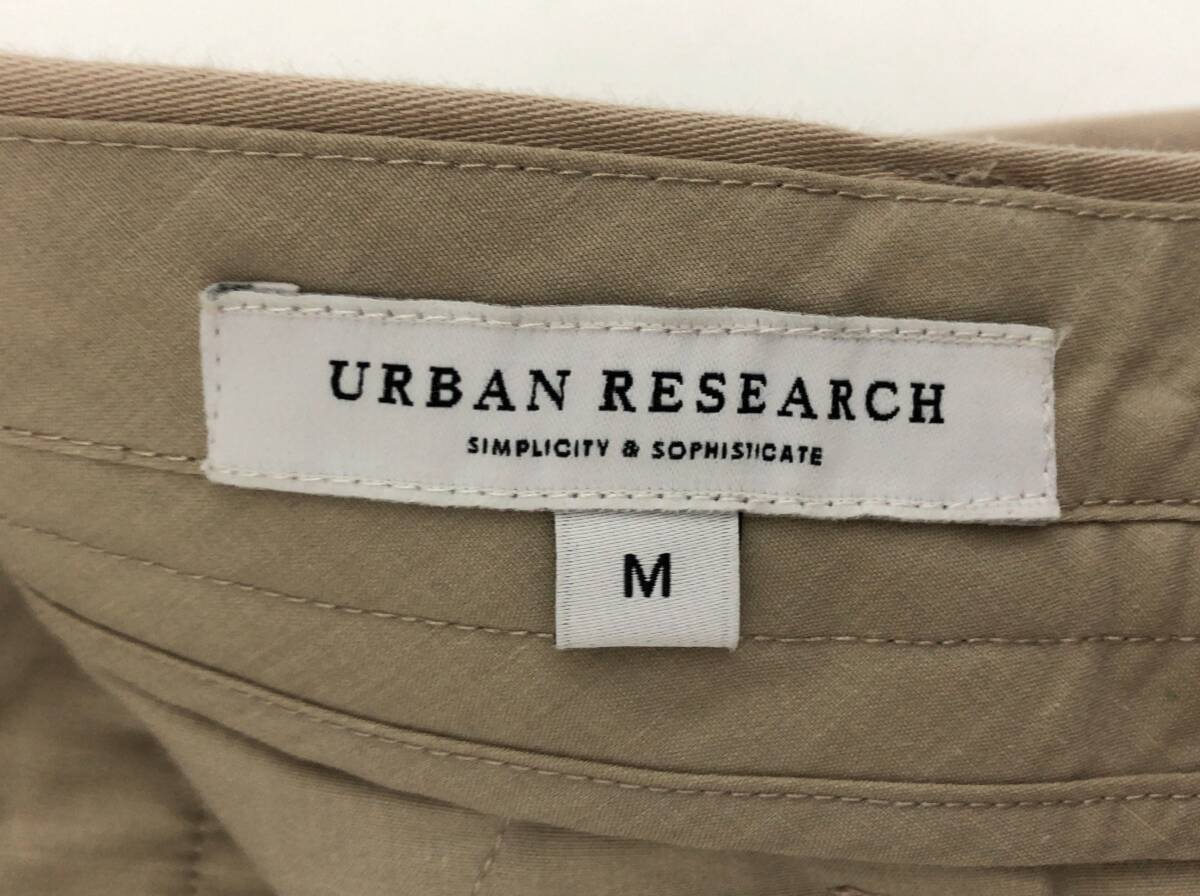 URBAN RESEARCH
SIMPLICITY & SOPHISTICATE
M